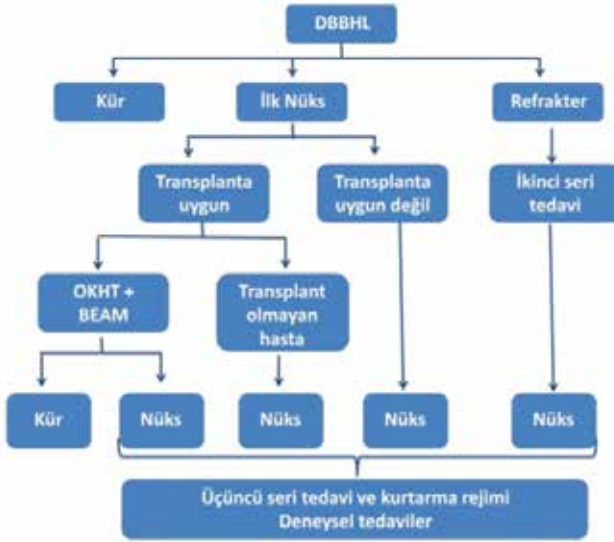 DBBHL
Kür
İlk Nüks
Refrakter
Transplanta
uygun
Transplanta
uygun değil
İkinci seri
tedavi
OKHT +
BEAM
Transplant
olmayan
hasta
Kür
Nüks
Nüks
Nüks
Nüks
Üçüncü seri tedavi ve kurtarma rejimi
Deneysel tedaviler